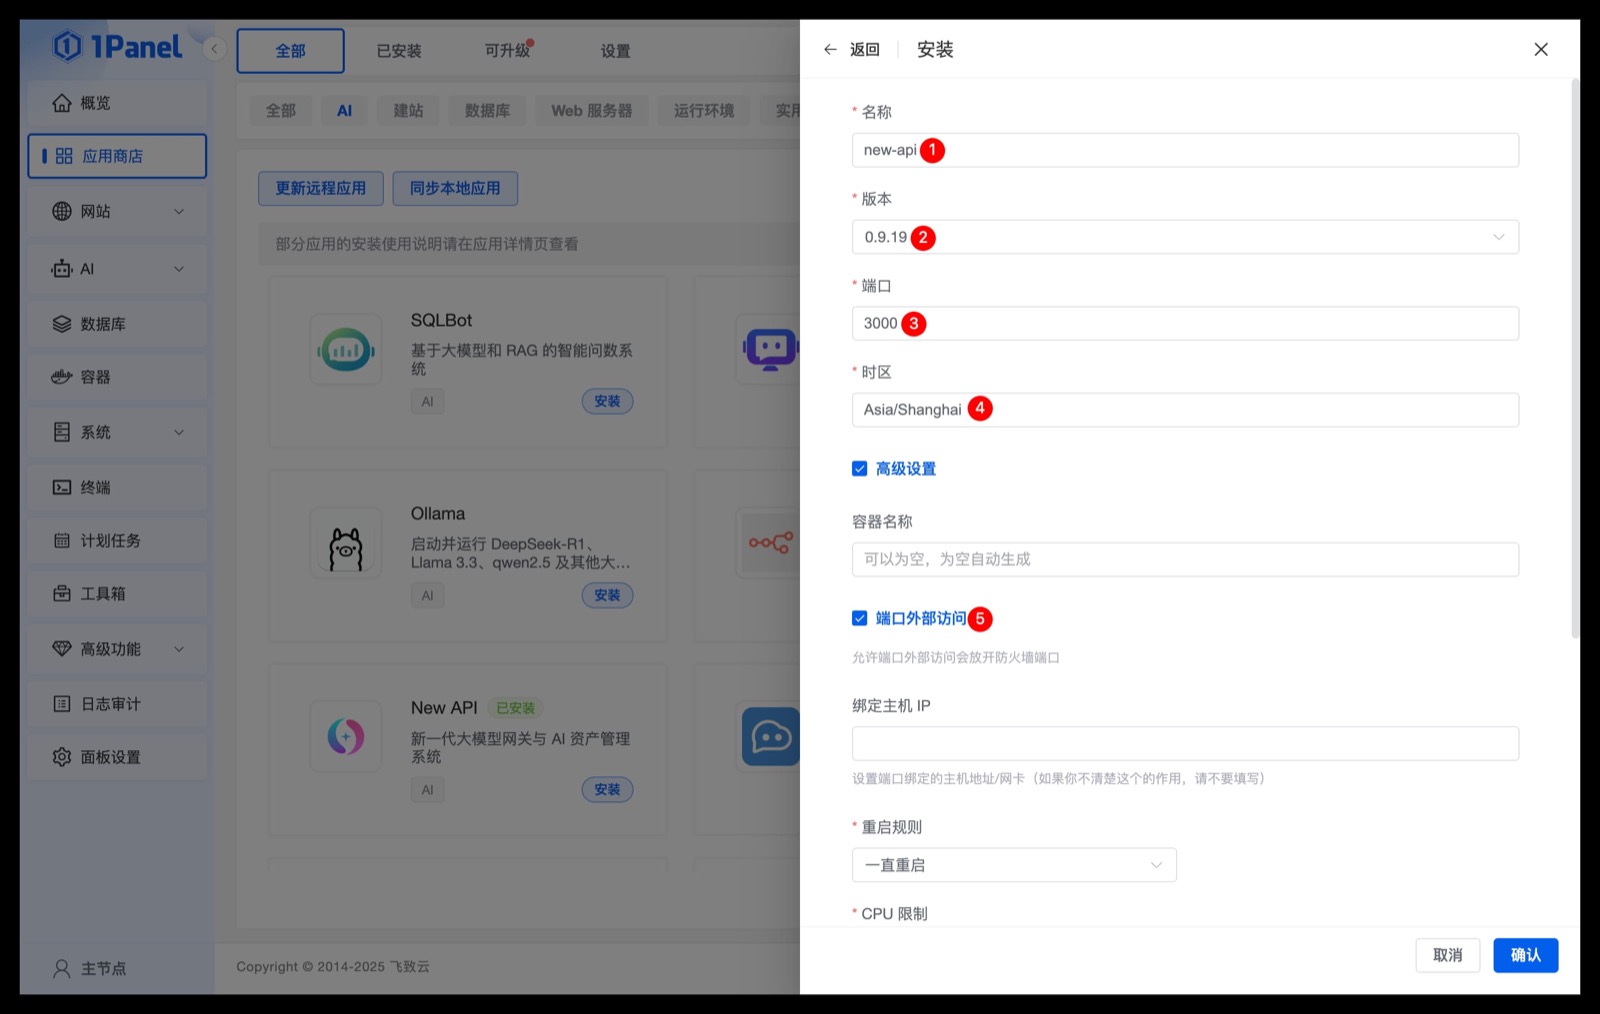 1Panel
概览
应用商店
网站
AI
数据库
容器
系统
终端
计划任务
工具箱
高级功能
日志审计
面板设置
主节点
全部
已安装
可升级
设置
全部
AI
建站
数据库
Web 服务器
运行环境
更新远程应用
同步本地应用
部分应用的安装使用说明请在应用详情页查看
SQLBot
基于大模型和 RAG 的智能问数系
统
AI
安装
Ollama
启动并运行 DeepSeek-R1、
Llama 3.3、qwen2.5 及其他大...
AI
安装
New API 已安装
新一代大模型网关与 AI 资产管理
系统
AI
安装
Copyright © 2014-2025 飞致云
返回
安装
* 名称
new-api 1
* 版本
0.9.19 2
* 端口
3000 3
* 时区
Asia/Shanghai 4
高级设置
容器名称
可以为空，为空自动生成
端口外部访问 5
允许端口外部访问会放开防火墙端口
绑定主机 IP
设置端口绑定的主机地址/网卡（如果你不清楚这个的作用，请不要填写）
* 重启规则
一直重启
* CPU 限制
取消
确认